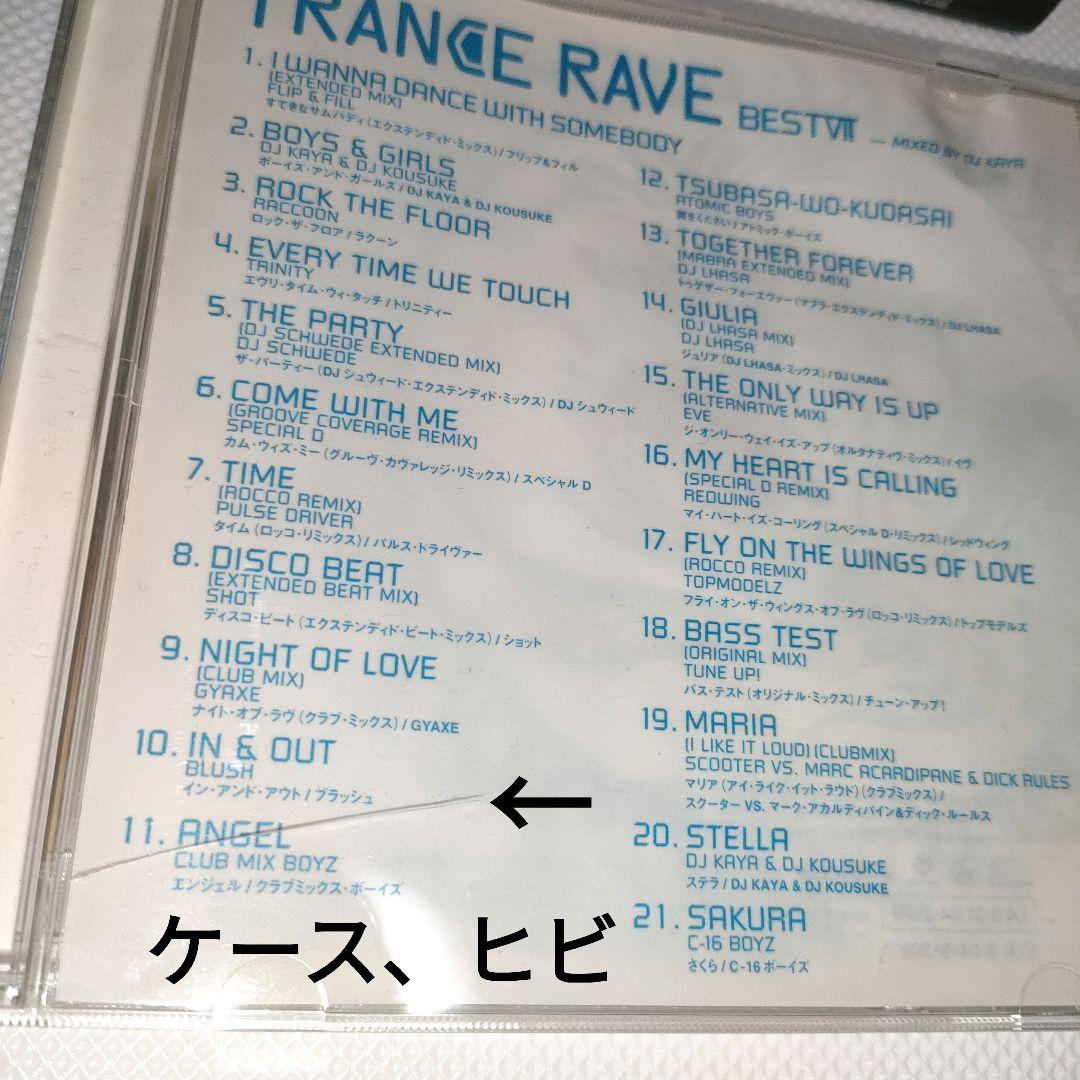 TRANCE RAVE BEST VII — MIXED BY DJ KAYA
1. I WANNA DANCE WITH SOMEBODY
(EXTENDED MIX)
FLIP & FILL
すてきなサムバディ(エクステンディド・ミックス)/フリップ&フィル
2. BOYS & GIRLS
DJ KAYA & DJ KOUSUKE
ボーイズ・アンド・ガールズ/DJ KAYA & DJ KOUSUKE
3. ROCK THE FLOOR
RACCOON
ロック・ザ・フロア/ラクーン
4. EVERY TIME WE TOUCH
TRINITY
エヴリ・タイム・ウィ・タッチ/トリニティー
5. THE PARTY
(DJ SCHWEDE EXTENDED MIX)
DJ SCHWEDE
ザ・パーティー(DJ シュウィード・エクステンディド・ミックス)/DJ シュウィード
6. COME WITH ME
(GROOVE COVERAGE REMIX)
SPECIAL D
カム・ウィズ・ミー(グルーヴ・カヴァレッジ・リミックス)/スペシャル D
7. TIME
(ROCCO REMIX)
PULSE DRIVER
タイム(ロッコ・リミックス)/パルス・ドライヴァー
8. DISCO BEAT
(EXTENDED BEAT MIX)
SHOT
ディスコ・ビート(エクステンディド・ビート・ミックス)/ショット
9. NIGHT OF LOVE
(CLUB MIX)
GYAXE
ナイト・オブ・ラヴ(クラブ・ミックス)/GYAXE
10. IN & OUT
BLUSH
イン・アンド・アウト/ブラッシュ
11. ANGEL
CLUB MIX BOYZ
エンジェル/クラブミックス・ボーイズ
12. TSUBASA-WO-KUDASAI
ATOMIC BOYS
翼をください/アトミック・ボーイズ
13. TOGETHER FOREVER
(MABRA EXTENDED MIX)
DJ LHASA
トゥゲザー・フォーエヴァー(マブラ・エクステンディド・ミックス)/DJ LHASA
14. GIULIA
(DJ LHASA MIX)
DJ LHASA
ジュリア(DJ LHASA・ミックス)/DJ LHASA
15. THE ONLY WAY IS UP
(ALTERNATIVE MIX)
EVE
ジ・オンリー・ウェイ・イズ・アップ(オルタナティヴ・ミックス)/イヴ
16. MY HEART IS CALLING
(SPECIAL D REMIX)
REDWING
マイ・ハート・イズ・コーリング(スペシャル D・リミックス)/レッドウィング
17. FLY ON THE WINGS OF LOVE
(ROCCO REMIX)
TOPMODELZ
フライ・オン・ザ・ウィングス・オブ・ラヴ(ロッコ・リミックス)/トップモデルズ
18. BASS TEST
(ORIGINAL MIX)
TUNE UP!
バス・テスト(オリジナル・ミックス)/チューン・アップ!
19. MARIA
(I LIKE IT LOUD)(CLUBMIX)
SCOOTER VS. MARC ACARDIPANE & DICK RULES
マリア(アイ・ライク・イット・ラウド)(クラブミックス)/
スクーター VS. マーク・アカルディパイン&ディック・ルールス
20. STELLA
DJ KAYA & DJ KOUSUKE
ステラ/DJ KAYA & DJ KOUSUKE
21. SAKURA
C-16 BOYZ
さくら/C-16 ボーイズ
←
ケース、ヒビ